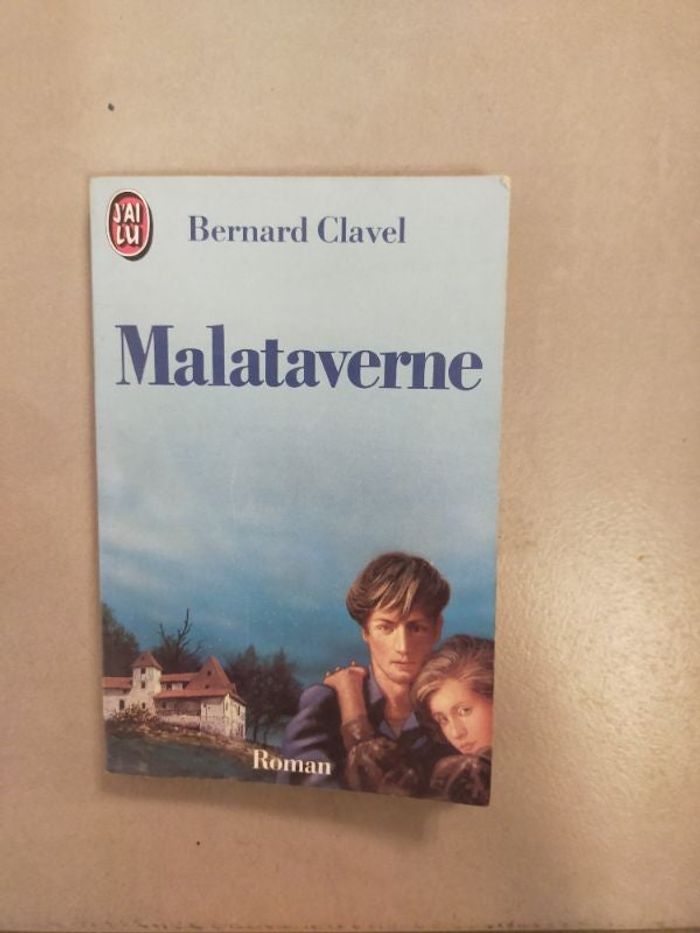 J'AI
LU
Bernard Clavel
Malataverne
Roman